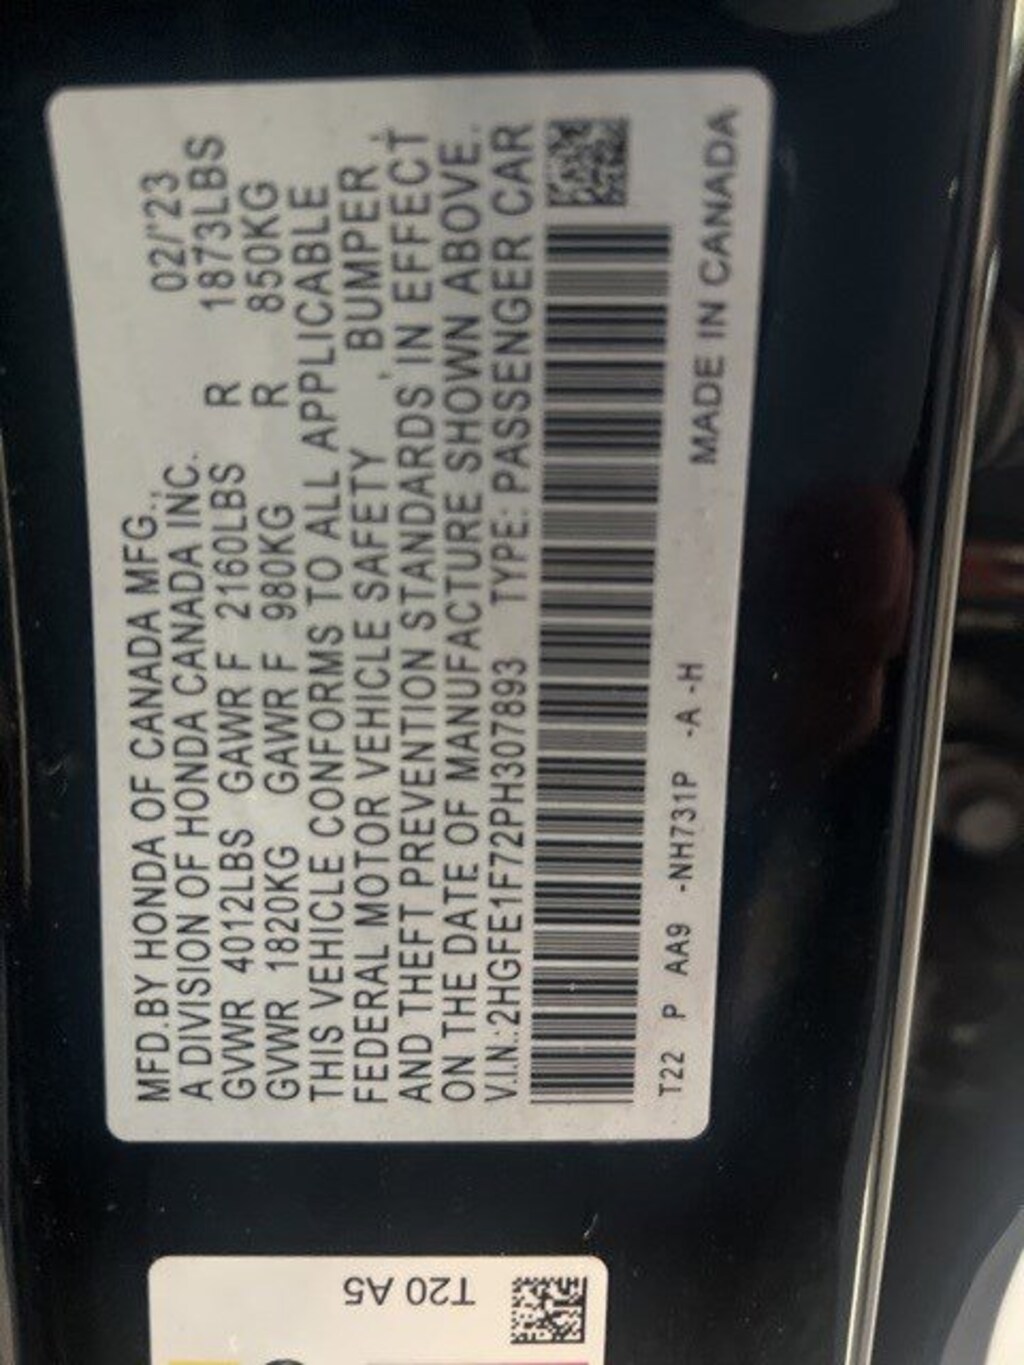 MFD.BY HONDA OF CANADA MFG., 02/'23
A DIVISION OF HONDA CANADA INC.
GVWR 4012LBS GAWR F 2160LBS R 1873LBS
GVWR 1820KG GAWR F 980KG R 850KG
THIS VEHICLE CONFORMS TO ALL APPLICABLE
FEDERAL MOTOR VEHICLE SAFETY, BUMPER,
AND THEFT PREVENTION STANDARDS IN EFFECT
ON THE DATE OF MANUFACTURE SHOWN ABOVE.
V.I.N.:2HGFE1F72PH307893 TYPE: PASSENGER CAR
T22 P AA9 -NH731P -A -H MADE IN CANADA
T20 A5